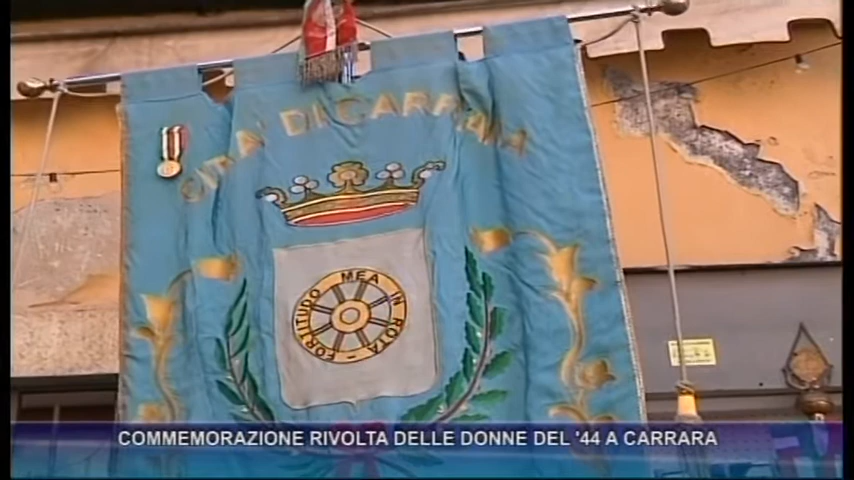 CITTA' DI CARRARA
FORTITUDO MEA IN ROTA
COMMEMORAZIONE RIVOLTA DELLE DONNE DEL '44 A CARRARA